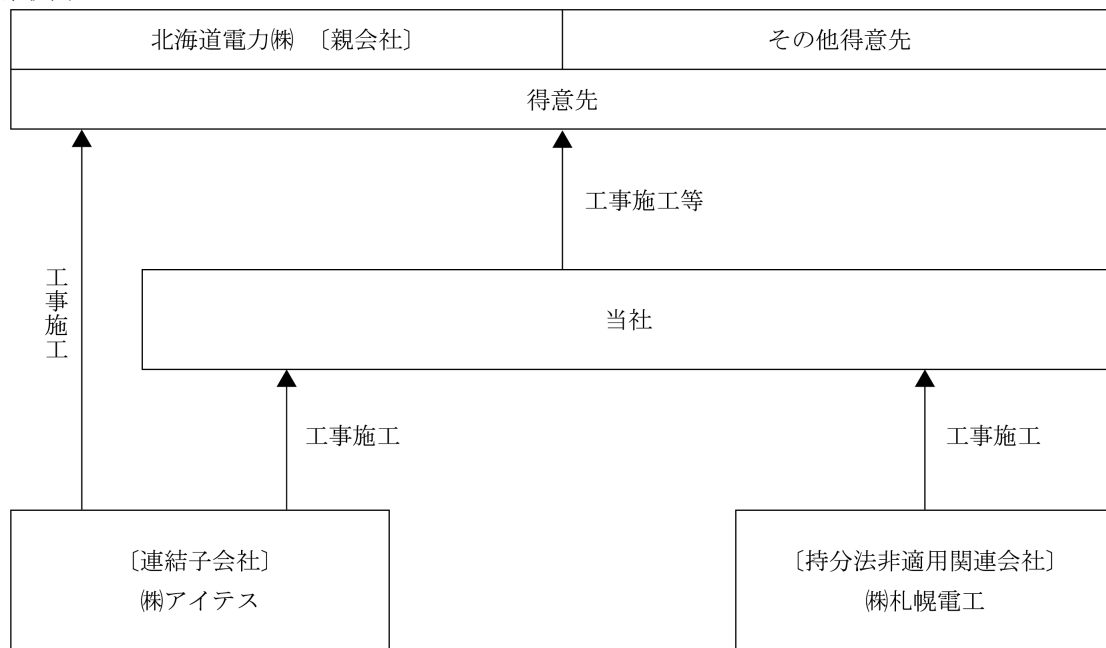 北海道電力㈱ 〔親会社〕
その他得意先
得意先
工事施工等
工事施工
当社
工事施工
工事施工
〔連結子会社〕
㈱アイテス
〔持分法非適用関連会社〕
㈱札幌電工